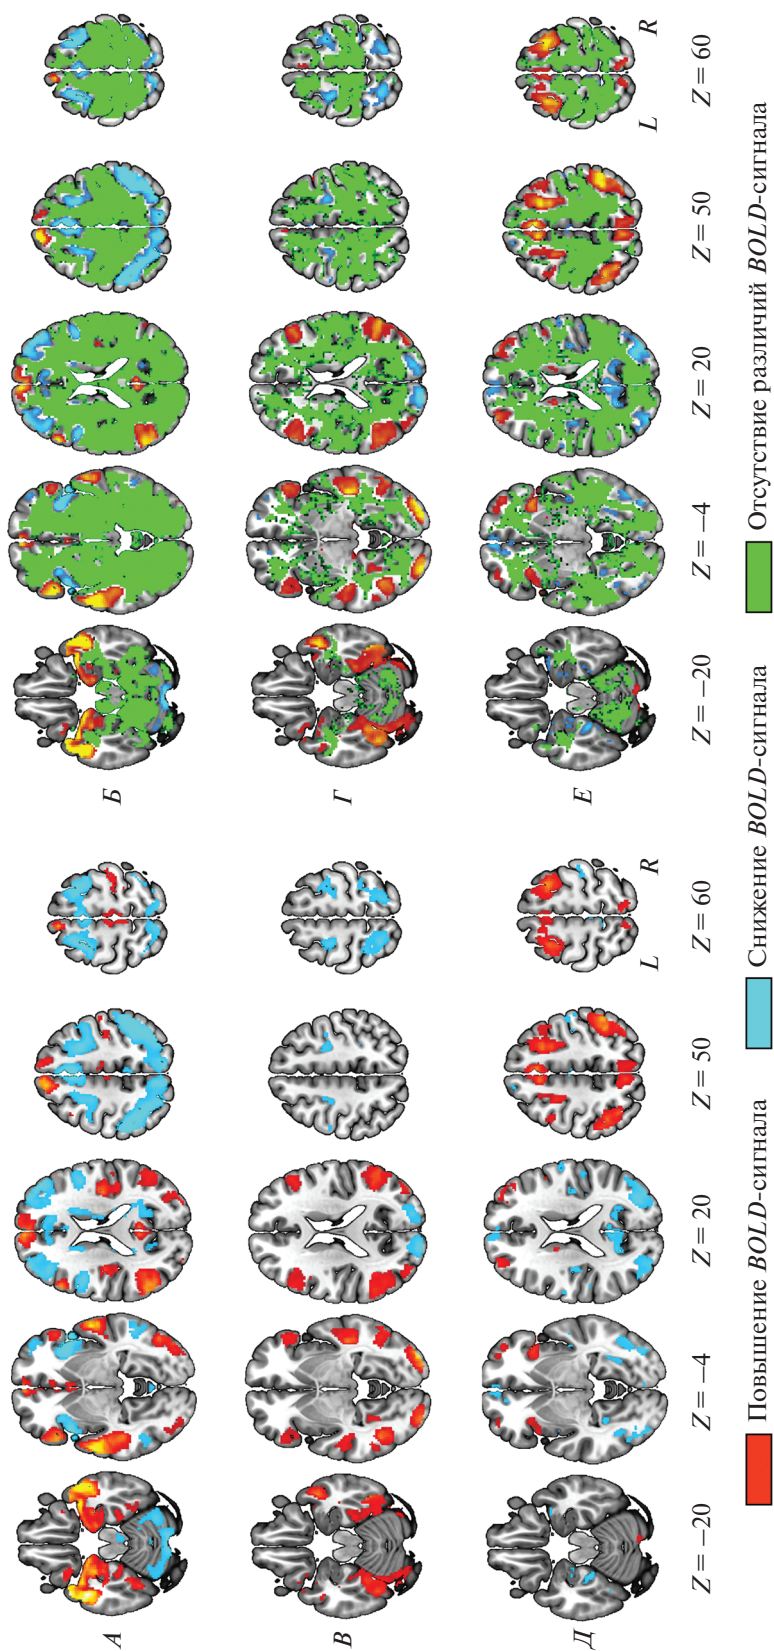 Б
Г
Е
L
R
Z = −20
Z = −4
Z = 20
Z = 50
Z = 60
А
В
Д
L
R
Z = −20
Z = −4
Z = 20
Z = 50
Z = 60
Повышение BOLD-сигнала
Снижение BOLD-сигнала
Отсутствие различий BOLD-сигнала